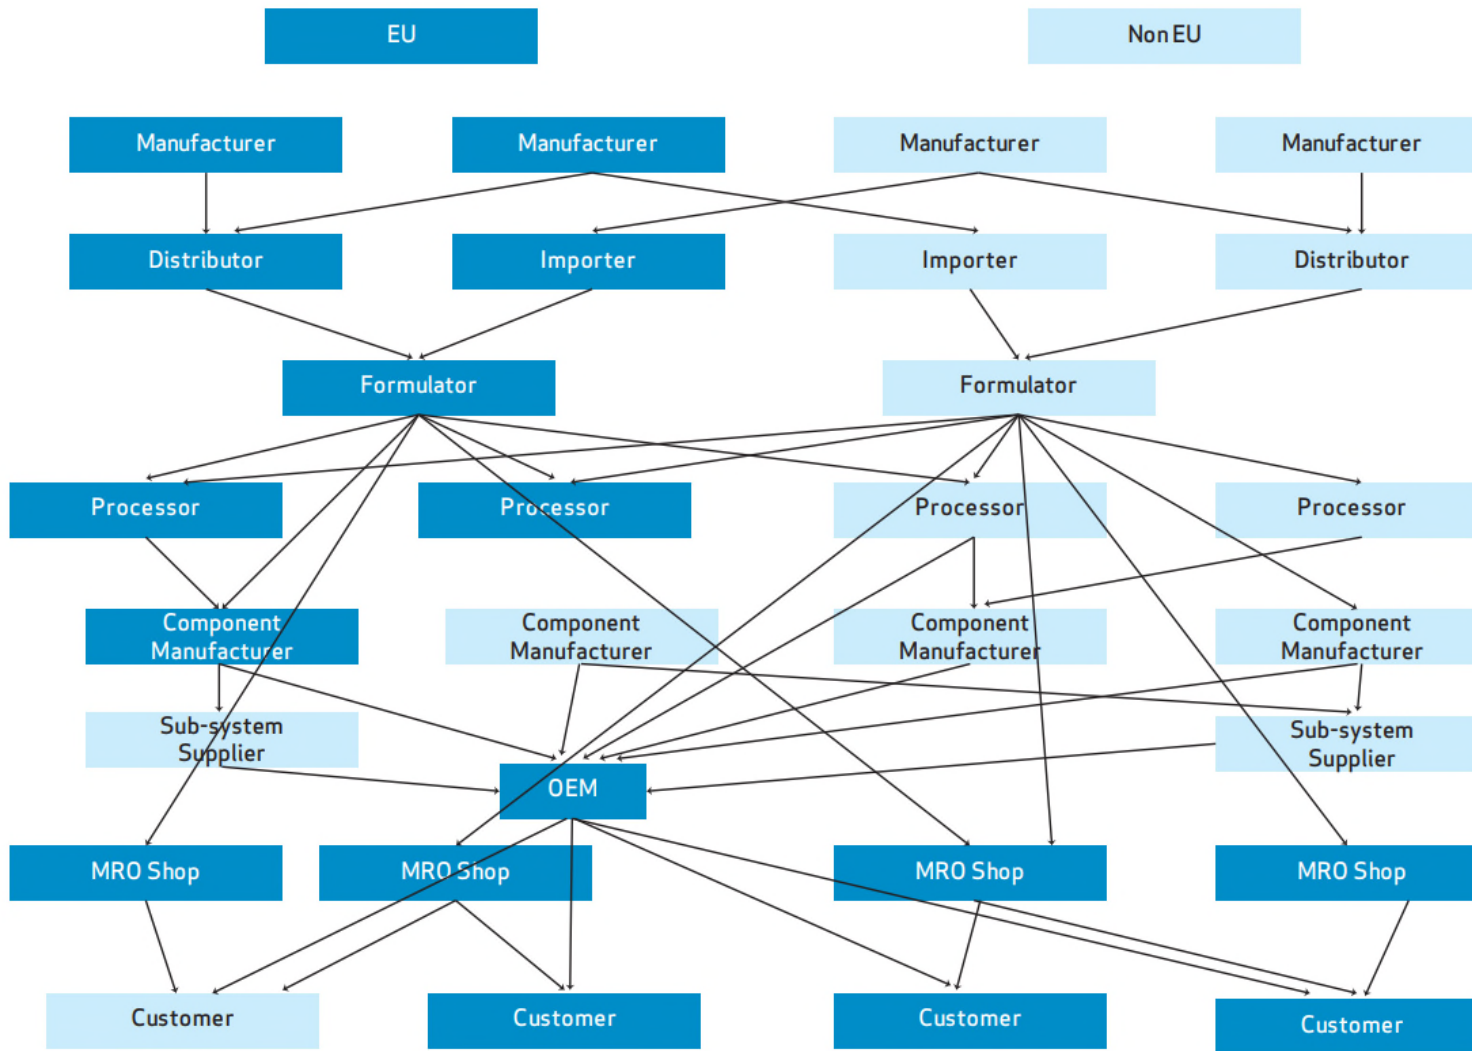 EU
Non EU
Manufacturer
Manufacturer
Manufacturer
Manufacturer
Distributor
Importer
Importer
Distributor
Formulator
Formulator
Processor
Processor
Processor
Processor
Component
Manufacturer
Component
Manufacturer
Component
Manufacturer
Component
Manufacturer
Sub-system
Supplier
Sub-system
Supplier
OEM
MRO Shop
MRO Shop
MRO Shop
MRO Shop
Customer
Customer
Customer
Customer